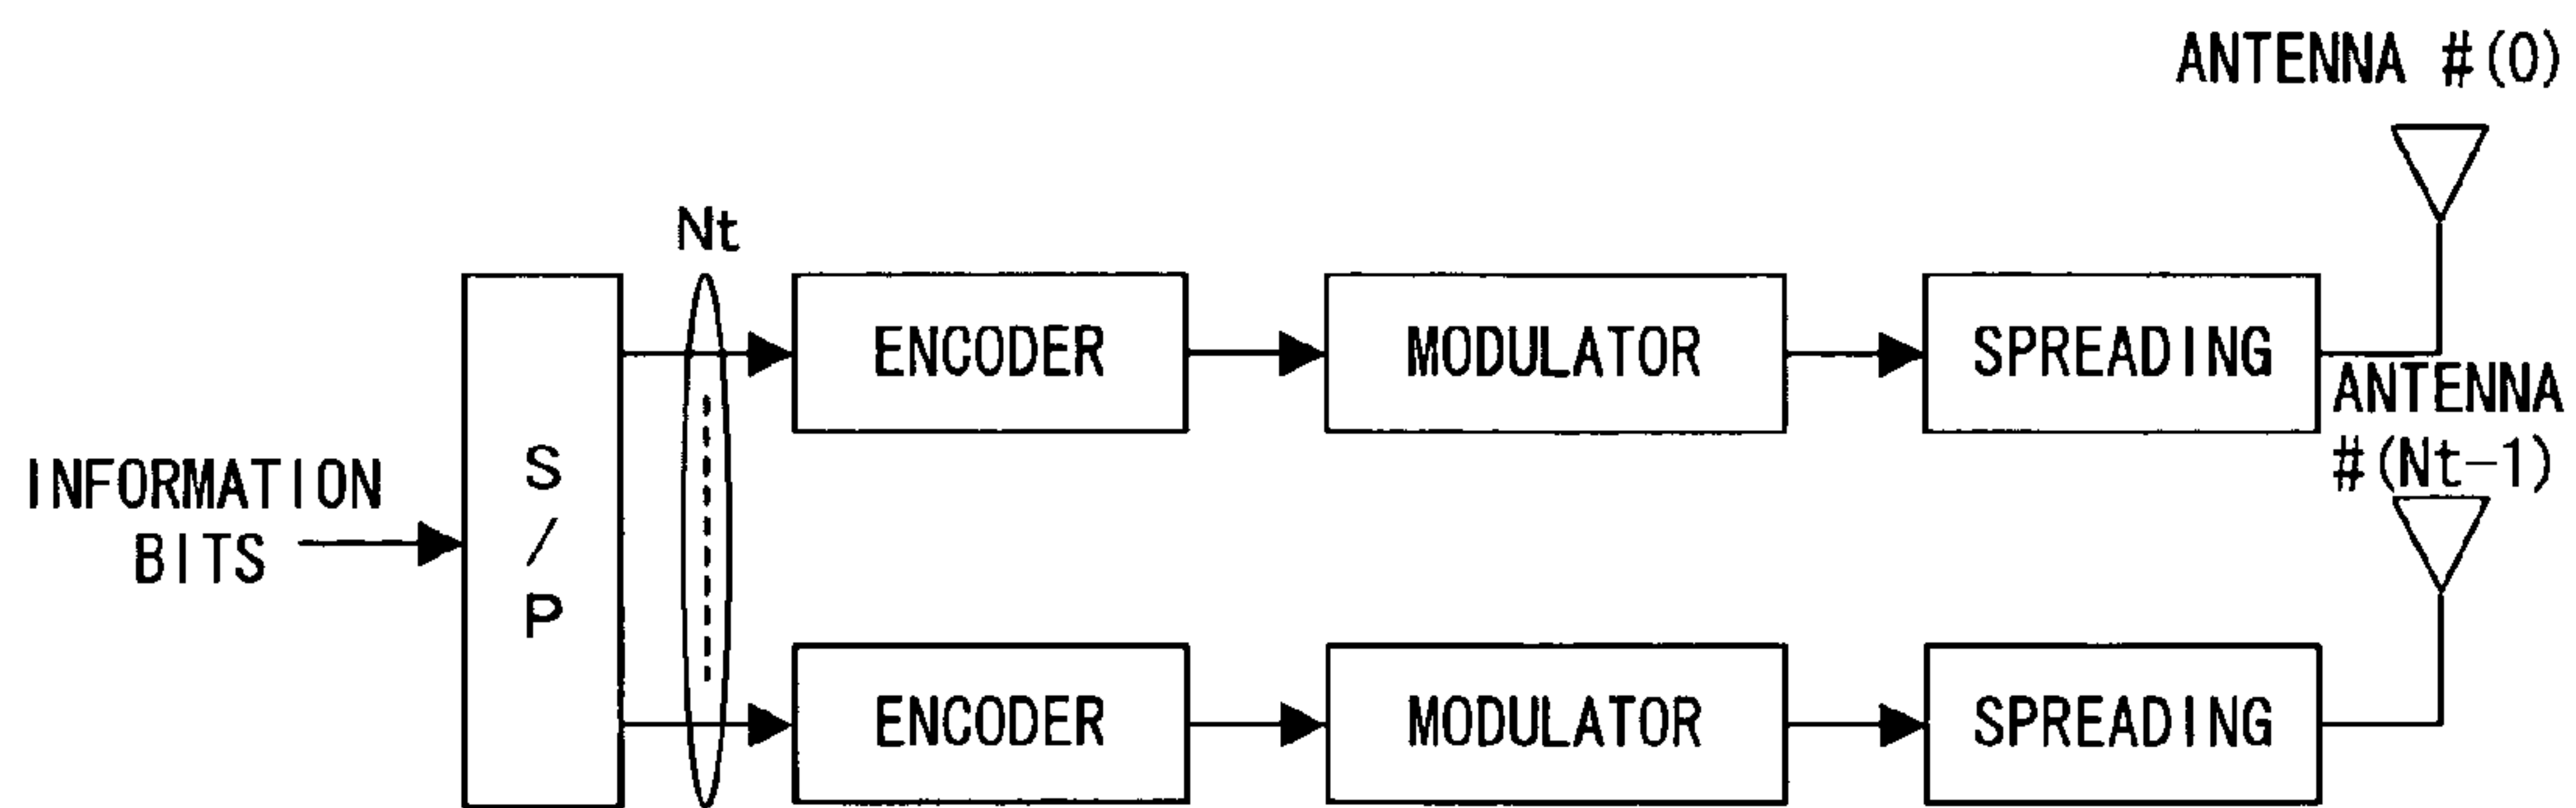 ANTENNA #(0)
Nt
ENCODER
MODULATOR
SPREADING
ANTENNA
#(Nt-1)
INFORMATION
BITS
S
/
P
ENCODER
MODULATOR
SPREADING